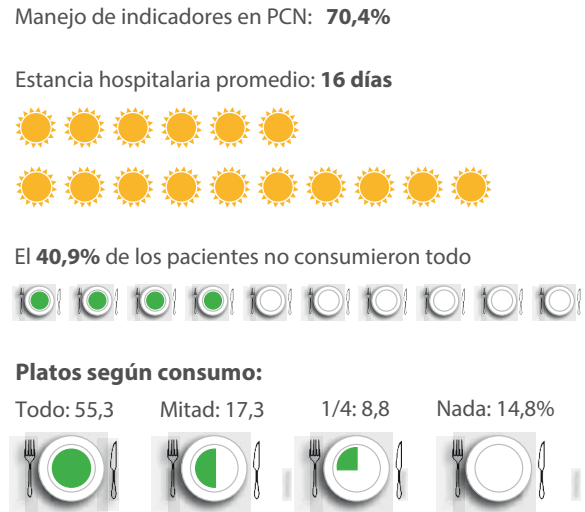 Manejo de indicadores en PCN: 70,4%
Estancia hospitalaria promedio: 16 días
El 40,9% de los pacientes no consumieron todo
Platos según consumo:
Todo: 55,3 Mitad: 17,3 1/4: 8,8 Nada: 14,8%